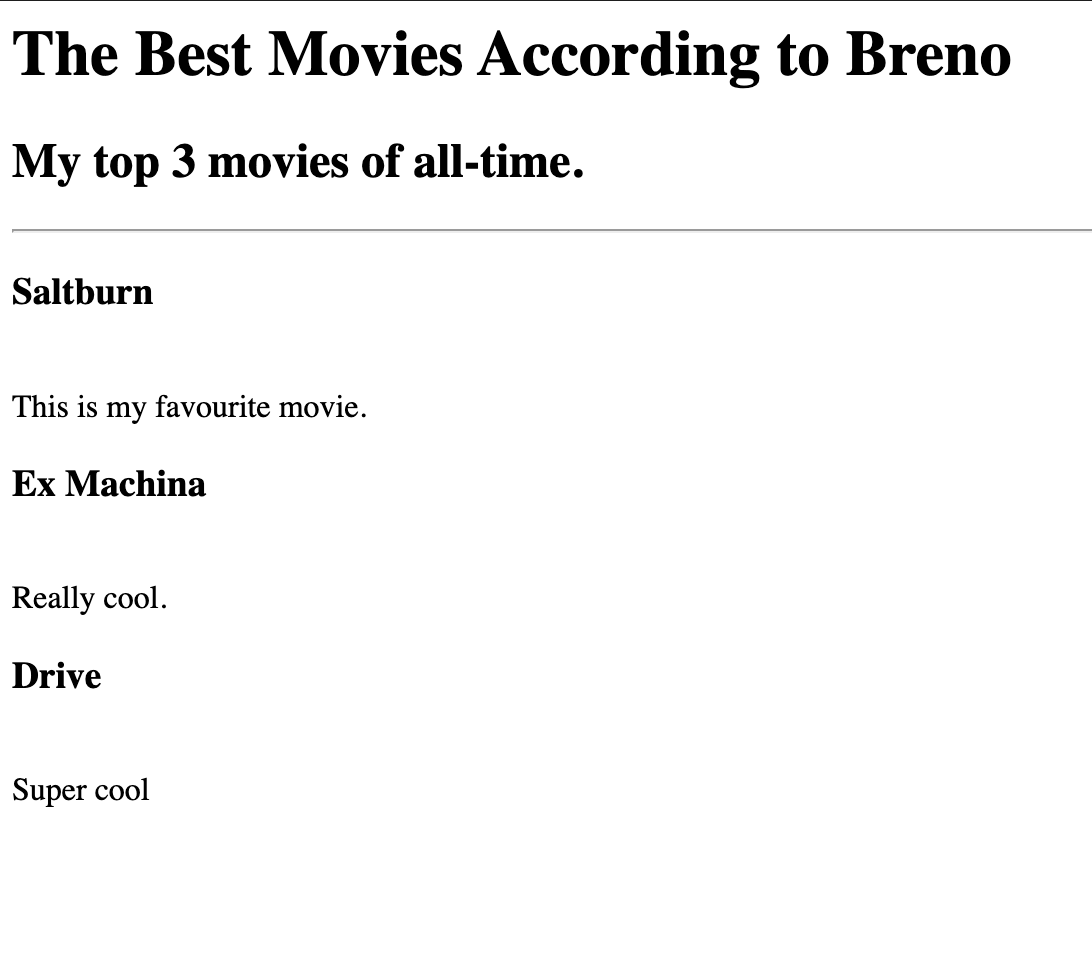 The Best Movies According to Breno
My top 3 movies of all-time.
Saltburn
This is my favourite movie.
Ex Machina
Really cool.
Drive
Super cool